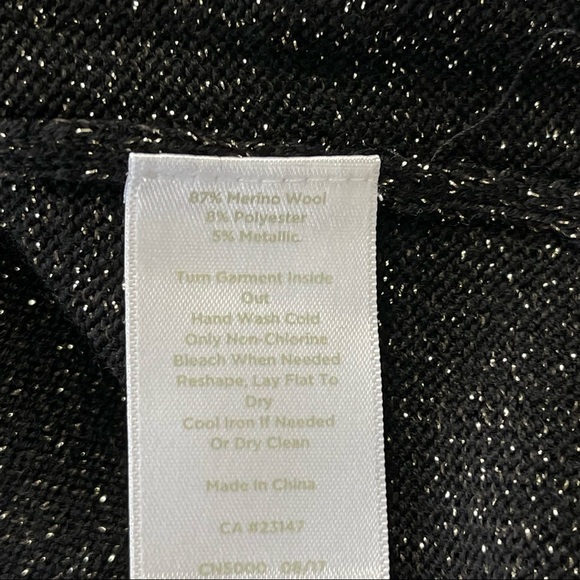 87% Merino Wool
8% Polyester
5% Metallic
Turn Garment Inside
Out
Hand Wash Cold
Only Non-Chlorine
Bleach When Needed
Reshape, Lay Flat To
Dry
Cool Iron If Needed
Or Dry Clean
Made In China
CA #23147
CN5000 08/17